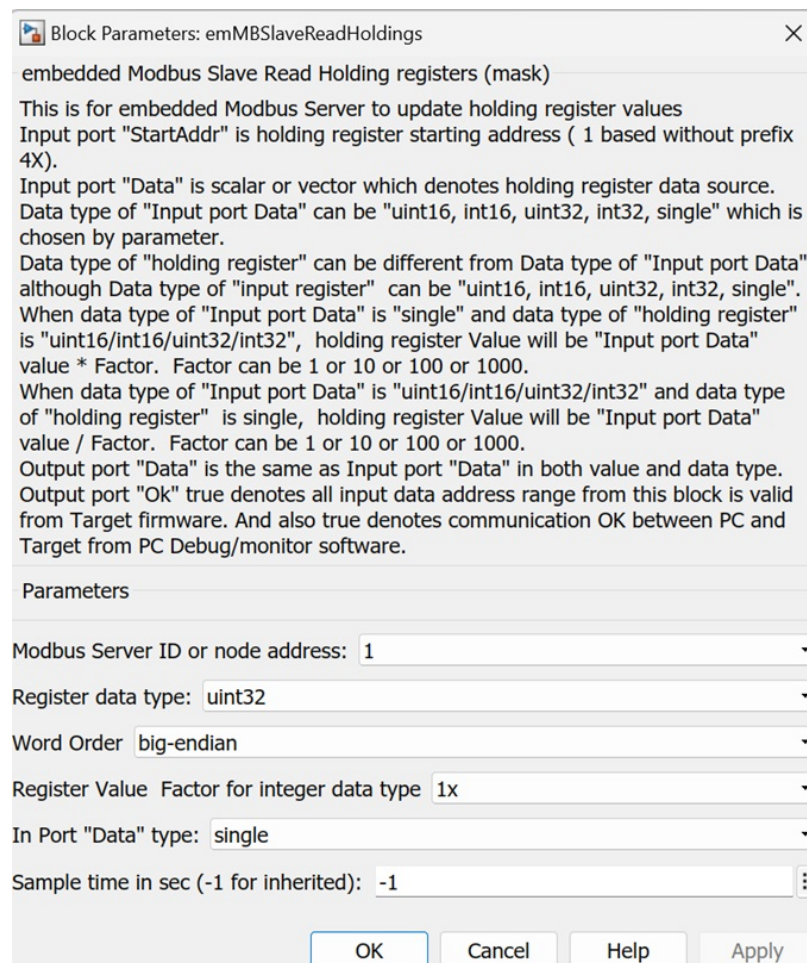 Block Parameters: emMBSlaveReadHoldings
embedded Modbus Slave Read Holding registers (mask)
This is for embedded Modbus Server to update holding register values
Input port "StartAddr" is holding register starting address ( 1 based without prefix
4X).
Input port "Data" is scalar or vector which denotes holding register data source.
Data type of "Input port Data" can be "uint16, int16, uint32, int32, single" which is
chosen by parameter.
Data type of "holding register" can be different from Data type of "Input port Data"
although Data type of "input register"  can be "uint16, int16, uint32, int32, single".
When data type of "Input port Data" is "single" and data type of "holding register"
is "uint16/int16/uint32/int32",  holding register Value will be "Input port Data"
value * Factor.  Factor can be 1 or 10 or 100 or 1000.
When data type of "Input port Data" is "uint16/int16/uint32/int32" and data type
of "holding register"  is single,  holding register Value will be "Input port Data"
value / Factor.  Factor can be 1 or 10 or 100 or 1000.
Output port "Data" is the same as Input port "Data" in both value and data type.
Output port "Ok" true denotes all input data address range from this block is valid
from Target firmware. And also true denotes communication OK between PC and
Target from PC Debug/monitor software.
Parameters
Modbus Server ID or node address: 1
Register data type: uint32
Word Order big-endian
Register Value  Factor for integer data type 1x
In Port "Data" type: single
Sample time in sec (-1 for inherited): -1
OK Cancel Help Apply